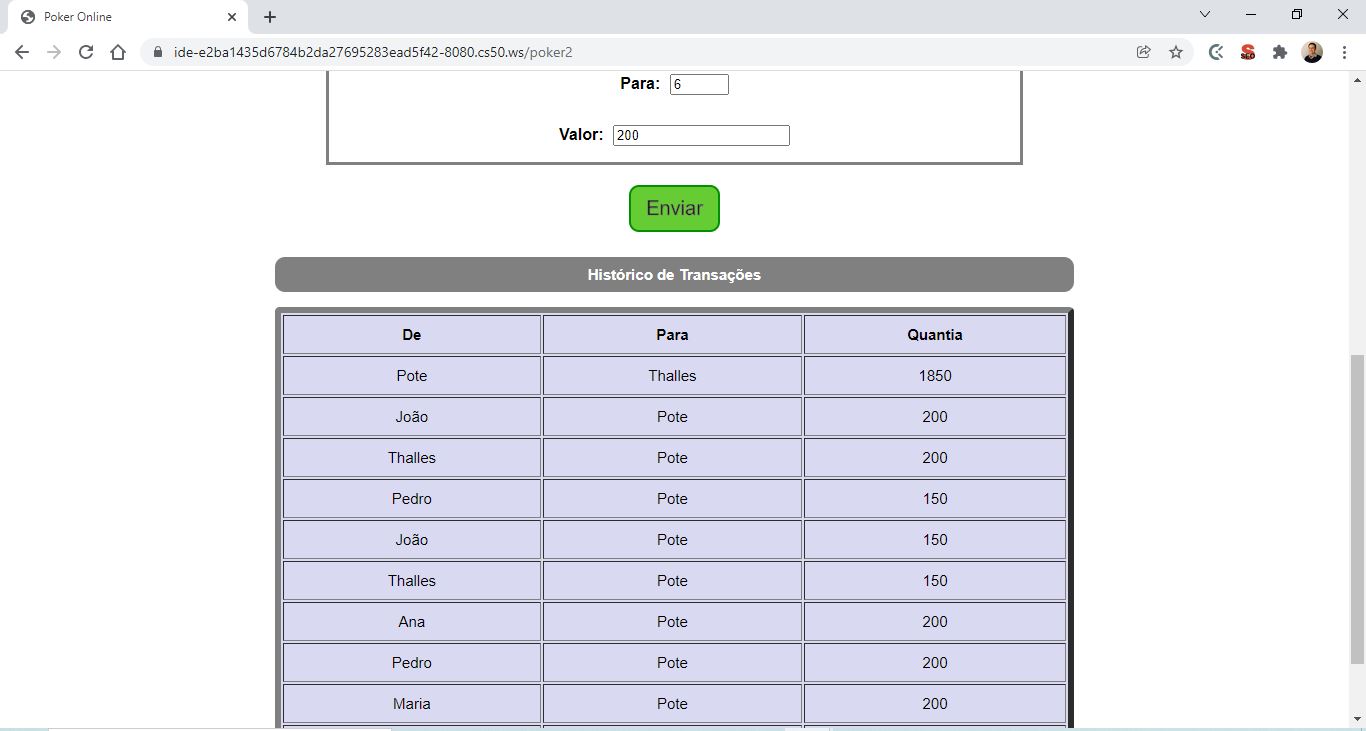 Poker Online
ide-e2ba1435d6784b2da27695283ead5f42-8080.cs50.ws/poker2
SEO
Para: 6
Valor: 200
Enviar
Histórico de Transações
De Para Quantia
Pote Thalles 1850
João Pote 200
Thalles Pote 200
Pedro Pote 150
João Pote 150
Thalles Pote 150
Ana Pote 200
Pedro Pote 200
Maria Pote 200